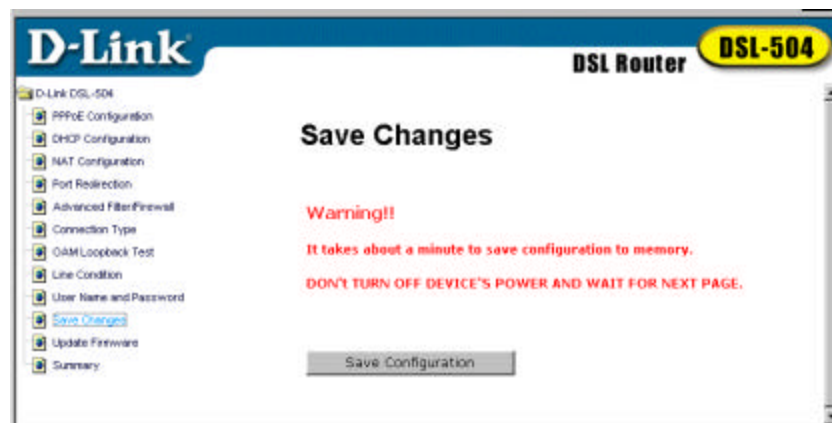 D-Link
DSL Router
DSL-504
D-Link DSL-504
PPPoE Configuration
DHCP Configuration
NAT Configuration
Port Redirection
Advanced Filter/Firewall
Connection Type
OAM Loopback Test
Line Condition
User Name and Password
Save Changes
Update Firmware
Summary
Save Changes
Warning!!
It takes about a minute to save configuration to memory.
DON't TURN OFF DEVICE'S POWER AND WAIT FOR NEXT PAGE.
Save Configuration